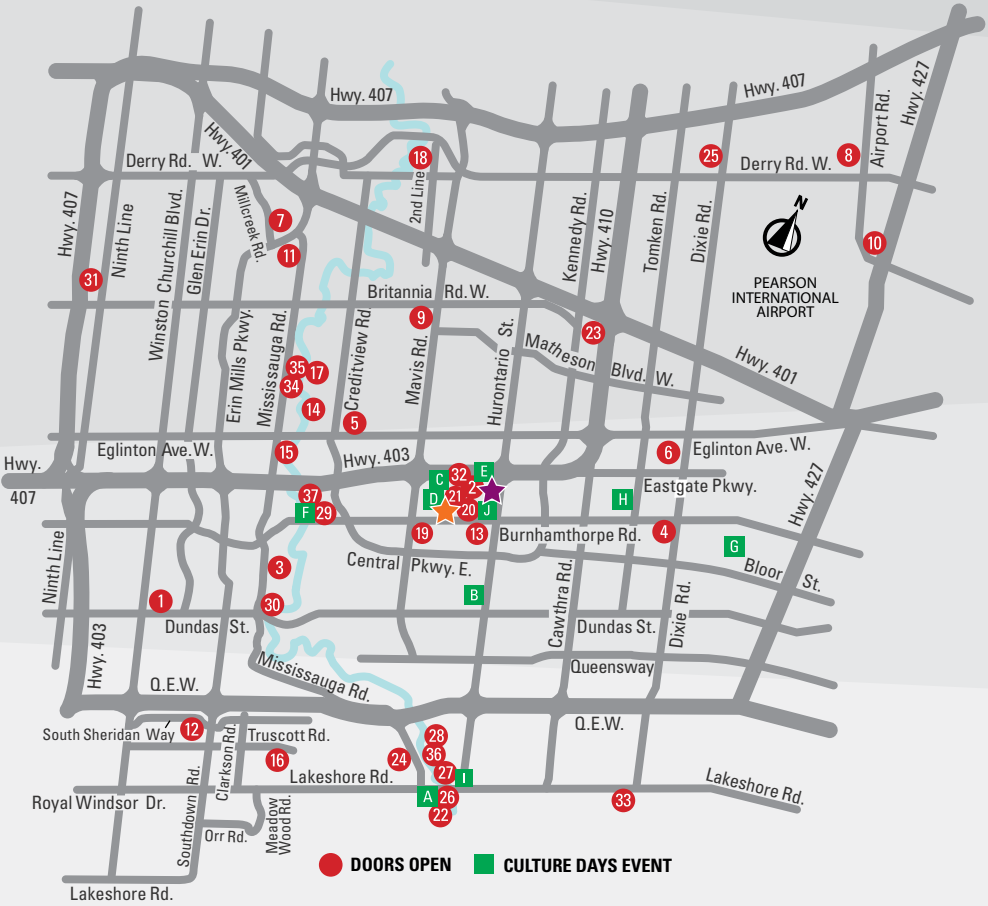 Hwy. 407
Hwy. 407
Hwy. 427
Airport Rd.
Hwy. 401
Derry Rd. W.
18
25
8
Derry Rd. W.
Hwy. 407
Ninth Line
Winston Churchill Blvd.
Glen Erin Dr.
Millcreek Rd.
7
2nd Line
Kennedy Rd.
Hwy. 410
Tomken Rd.
Dixie Rd.
N
11
10
31
PEARSON
INTERNATIONAL
AIRPORT
Britannia Rd. W.
9
23
Erin Mills Pkwy.
Mississauga Rd.
Creditview Rd.
Mavis Rd.
Hurontario St.
Matheson Blvd. W.
Hwy. 401
35
17
34
14
5
Eglinton Ave. W.
15
Hwy. 403
6
Eglinton Ave. W.
Hwy.
407
32
E
C
2
Eastgate Pkwy.
Hwy. 427
37
D
21
H
F
29
20
J
19
13
Burnhamthorpe Rd.
4
G
Ninth Line
3
Central Pkwy. E.
Bloor St.
Cawthra Rd.
Dixie Rd.
1
30
B
Dundas St.
Dundas St.
Hwy. 403
Mississauga Rd.
Queensway
Q.E.W.
Q.E.W.
South Sheridan Way
12
Clarkson Rd.
Truscott Rd.
28
16
24
36
Lakeshore Rd.
27
I
Lakeshore Rd.
Royal Windsor Dr.
A
26
33
22
Southdown Rd.
Orr Rd.
Meadow
Wood Rd.
DOORS OPEN
CULTURE DAYS EVENT
Lakeshore Rd.